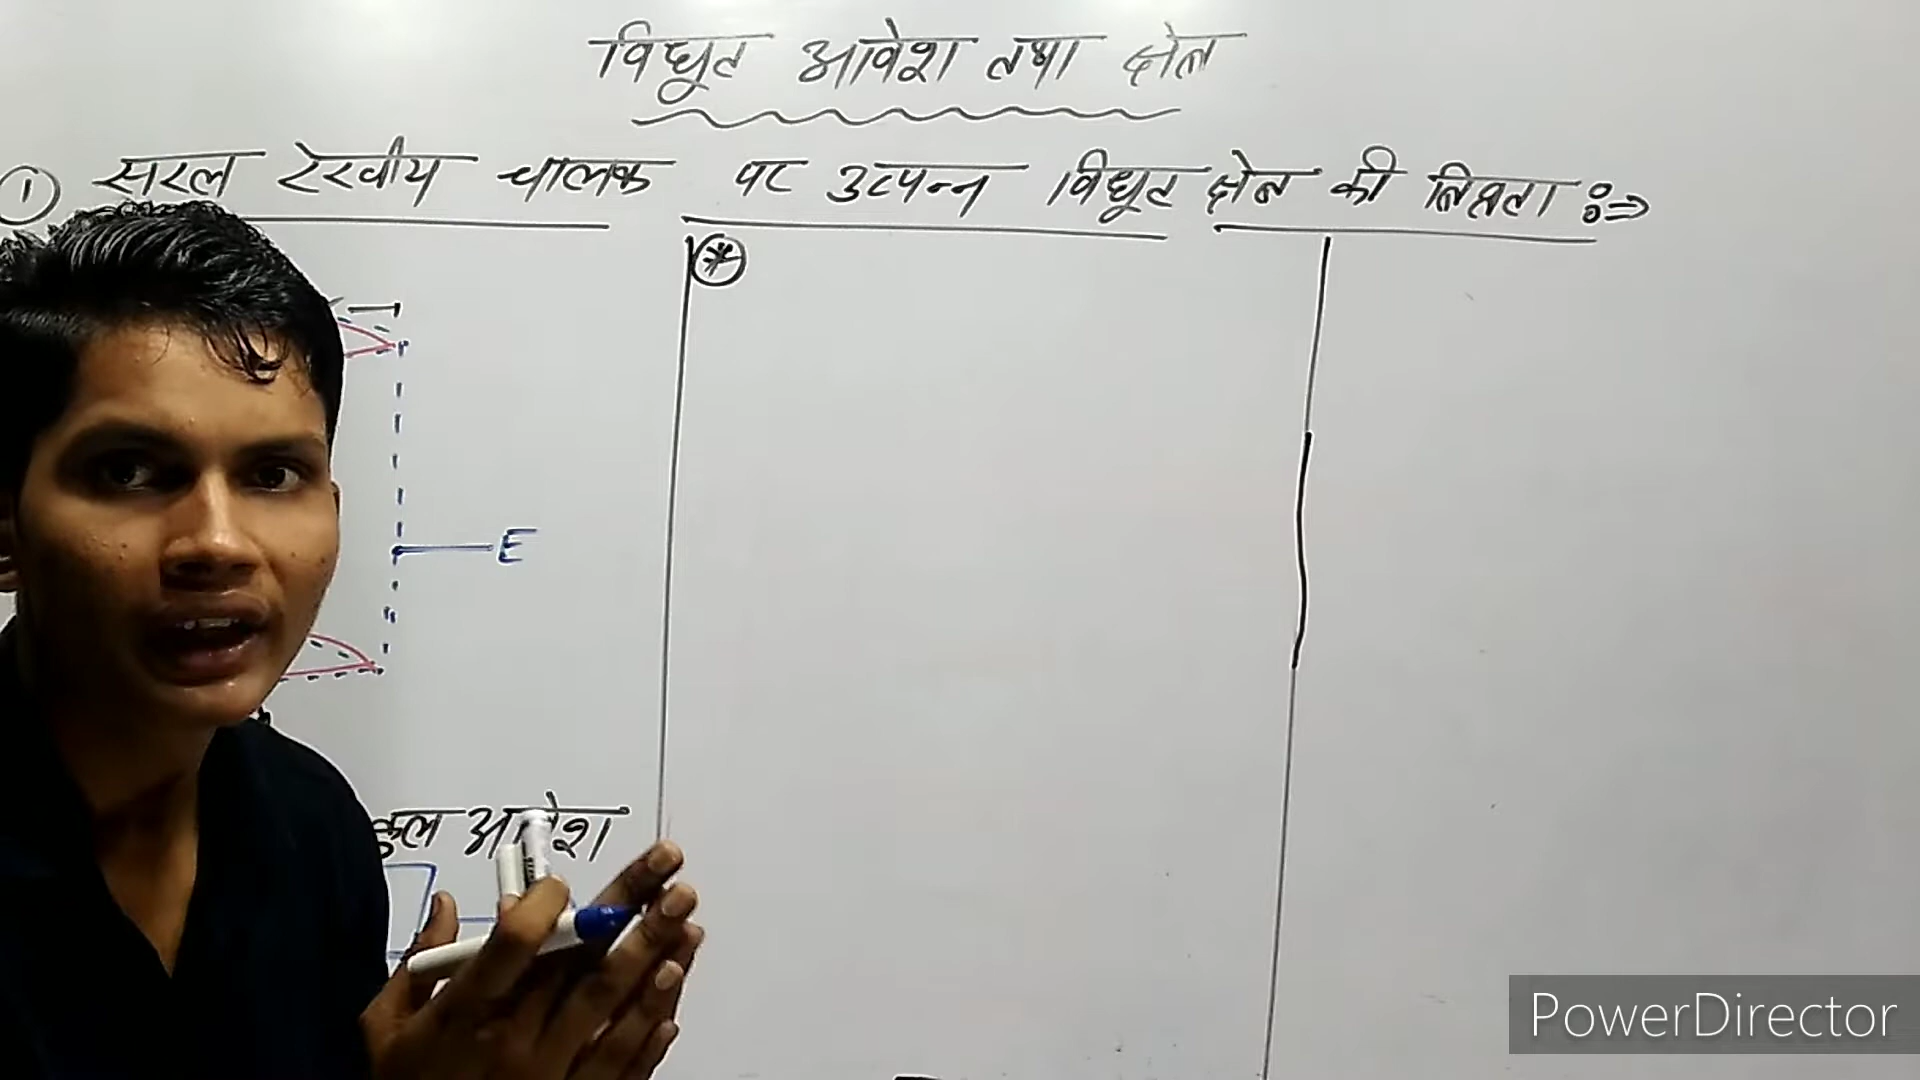 विधुत आवेश तथा क्षेत्र
① सरल रेखीय चालक पर उत्पन्न विधुत क्षेत्र की तिव्रता :⇒
*
E
कुल आवेश
PowerDirector